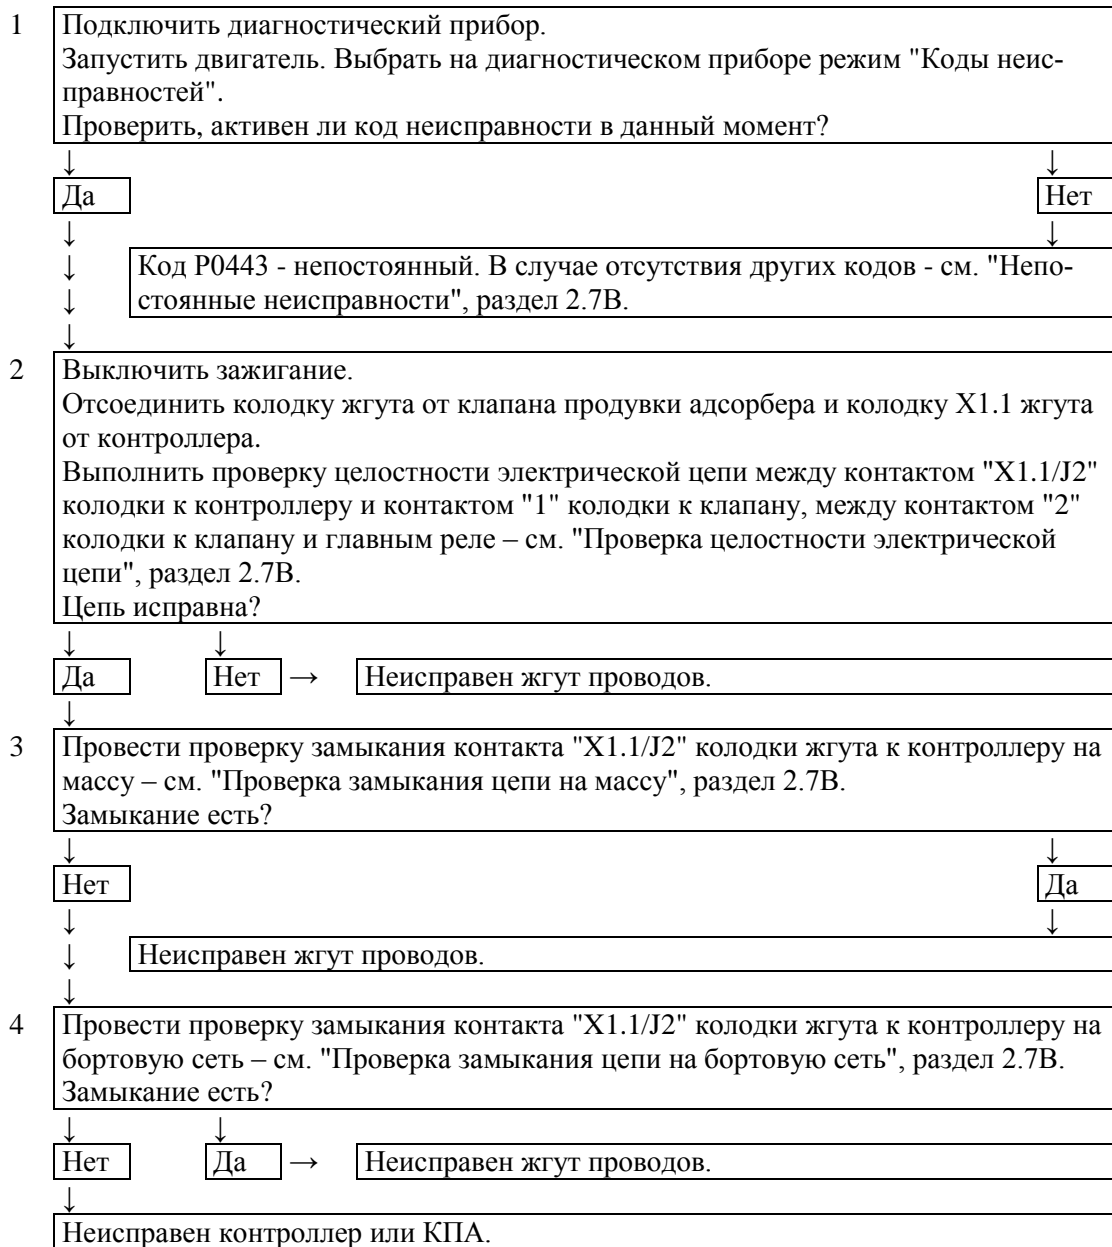 1 Подключить диагностический прибор.
Запустить двигатель. Выбрать на диагностическом приборе режим "Коды неис-
правностей".
Проверить, активен ли код неисправности в данный момент?
↓ ↓
Да Нет
↓ ↓
↓ Код P0443 - непостоянный. В случае отсутствия других кодов - см. "Непо-
↓ стоянные неисправности", раздел 2.7В.
↓
2 Выключить зажигание.
Отсоединить колодку жгута от клапана продувки адсорбера и колодку X1.1 жгута
от контроллера.
Выполнить проверку целостности электрической цепи между контактом "X1.1/J2"
колодки к контроллеру и контактом "1" колодки к клапану, между контактом "2"
колодки к клапану и главным реле – см. "Проверка целостности электрической
цепи", раздел 2.7В.
Цепь исправна?
↓ ↓
Да Нет → Неисправен жгут проводов.
↓
3 Провести проверку замыкания контакта "X1.1/J2" колодки жгута к контроллеру на
массу – см. "Проверка замыкания цепи на массу", раздел 2.7В.
Замыкание есть?
↓ ↓
Нет Да
↓ ↓
↓ Неисправен жгут проводов.
↓
4 Провести проверку замыкания контакта "X1.1/J2" колодки жгута к контроллеру на
бортовую сеть – см. "Проверка замыкания цепи на бортовую сеть", раздел 2.7В.
Замыкание есть?
↓ ↓
Нет Да → Неисправен жгут проводов.
↓
Неисправен контроллер или КПА.